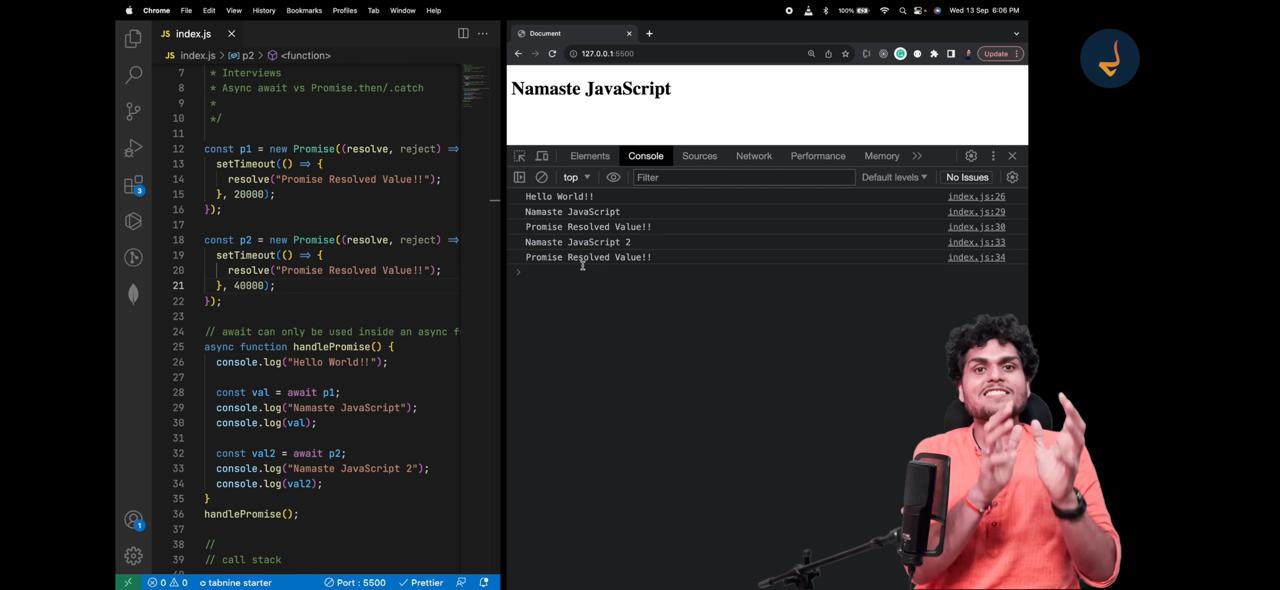 Chrome File Edit View History Bookmarks Profiles Tab Window Help 100% Wed 13 Sep 6:06 PM
JS index.js
JS index.js > p2 > <function>
7 * Interviews
8 * Async await vs Promise.then/.catch
9 *
10 */
11
12 const p1 = new Promise((resolve, reject) =>
13 setTimeout(() => {
14 resolve("Promise Resolved Value!!");
15 }, 20000);
16 });
17
18 const p2 = new Promise((resolve, reject) =>
19 setTimeout(() => {
20 resolve("Promise Resolved Value!!");
21 }, 40000);
22 });
23
24 // await can only be used inside an async f
25 async function handlePromise() {
26 console.log("Hello World!!");
27
28 const val = await p1;
29 console.log("Namaste JavaScript");
30 console.log(val);
31
32 const val2 = await p2;
33 console.log("Namaste JavaScript 2");
34 console.log(val2);
35 }
36 handlePromise();
37
38 //
39 // call stack
3
1
0 0 tabnine starter Port : 5500 Prettier
Document
127.0.0.1:5500 Update
Namaste JavaScript
Elements Console Sources Network Performance Memory
top Filter Default levels No Issues
Hello World!! index.js:26
Namaste JavaScript index.js:29
Promise Resolved Value!! index.js:30
Namaste JavaScript 2 index.js:33
Promise Resolved Value!! index.js:34